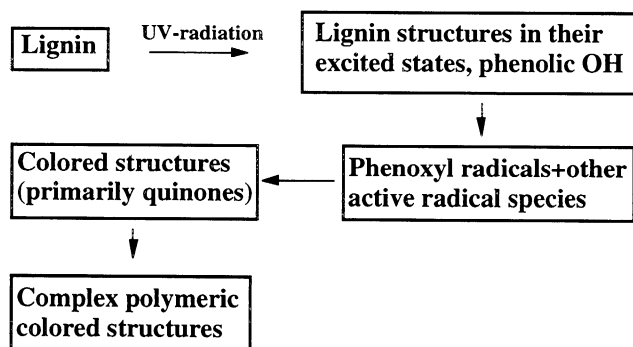 Lignin
UV-radiation
Lignin structures in their
excited states, phenolic OH
Phenoxyl radicals+other
active radical species
Colored structures
(primarily quinones)
Complex polymeric
colored structures